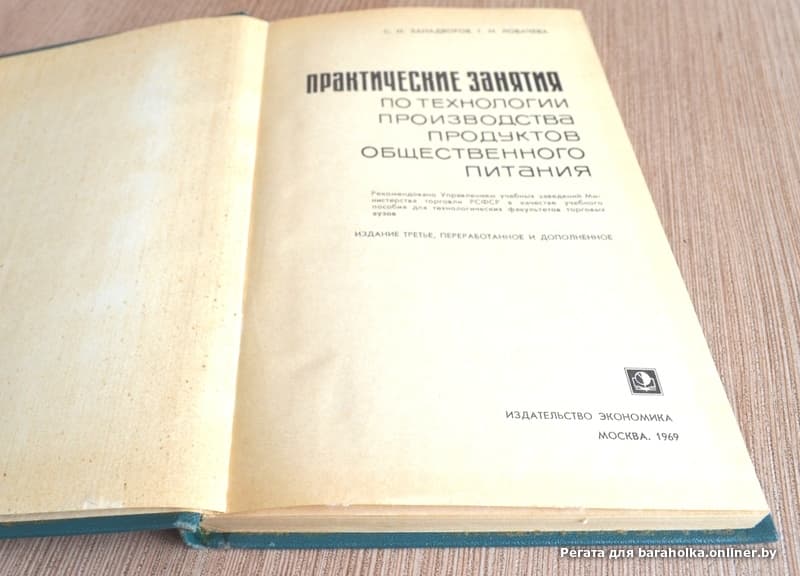 Г. Н. ЛОВАЧЕВА
ПРАКТИЧЕСКИЕ ЗАНЯТИЯ
ПО ТЕХНОЛОГИИ
ПРОИЗВОДСТВА
ПРОДУКТОВ
ОБЩЕСТВЕННОГО
ПИТАНИЯ
Рекомендовано Управлением учебных заведений Ми-
нистерства торговли РСФСР в качестве учебного
пособия для технологических факультетов торговых
вузов
ИЗДАНИЕ ТРЕТЬЕ, ПЕРЕРАБОТАННОЕ И ДОПОЛНЕННОЕ
ИЗДАТЕЛЬСТВО ЭКОНОМИКА
МОСКВА. 1969
Регата для baraholka.onliner.by